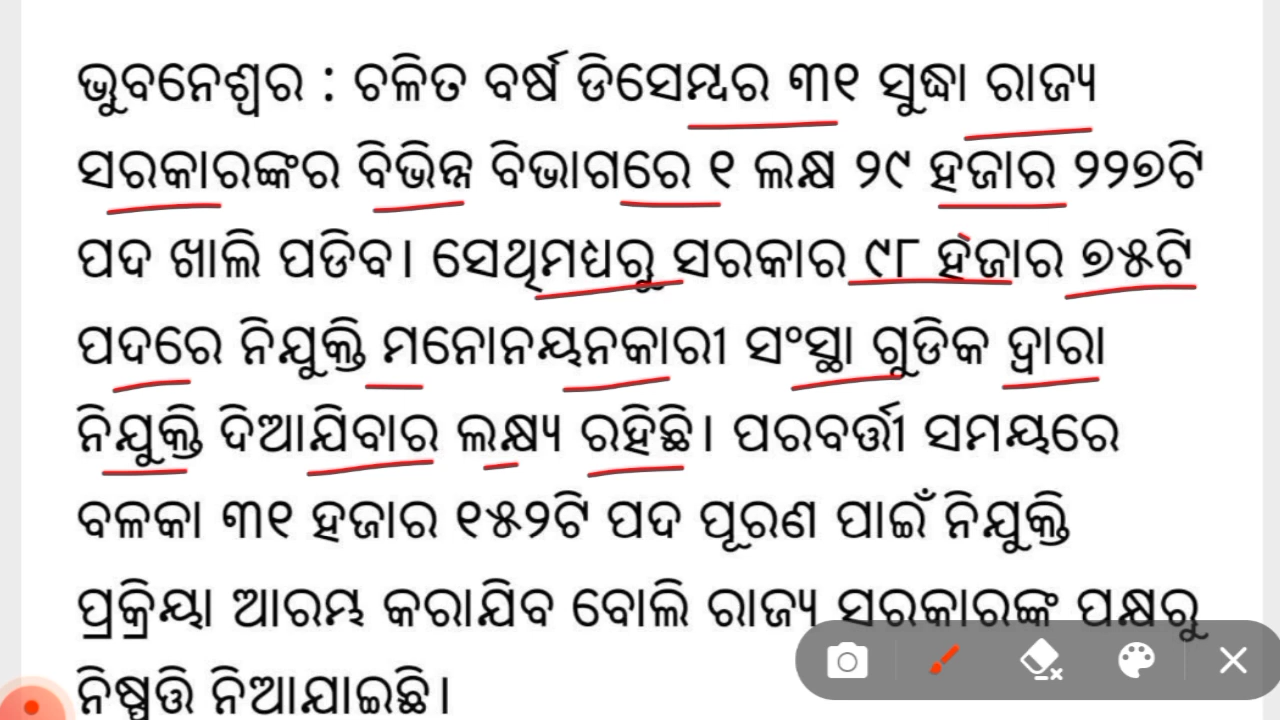 ଭୁବନେଶ୍ୱର : ଚଳିତ ବର୍ଷ ଡିସେମ୍ବର ୩୧ ସୁଦ୍ଧା ରାଜ୍ୟ
ସରକାରଙ୍କର ବିଭିନ୍ନ ବିଭାଗରେ ୧ ଲକ୍ଷ ୨୯ ହଜାର ୨୨୭ଟି
ପଦ ଖାଲି ପଡିବ। ସେଥିମଧ୍ଯରୁ ସରକାର ୯୮ ହଜାର ୭୫ଟି
ପଦରେ ନିଯୁକ୍ତି ମନୋନୟନକାରୀ ସଂସ୍ଥା ଗୁଡିକ ଦ୍ୱାରା
ନିଯୁକ୍ତି ଦିଆଯିବାର ଲକ୍ଷ୍ୟ ରହିଛି। ପରବର୍ତ୍ତୀ ସମୟରେ
ବଳକା ୩୧ ହଜାର ୧୫୨ଟି ପଦ ପୂରଣ ପାଇଁ ନିଯୁକ୍ତି
ପ୍ରକ୍ରିୟା ଆରମ୍ଭ କରାଯିବ ବୋଲି ରାଜ୍ୟ ସରକାରଙ୍କ ପକ୍ଷରୁ
ନିଷ୍ପତ୍ତି ନିଆଯାଇଛି।